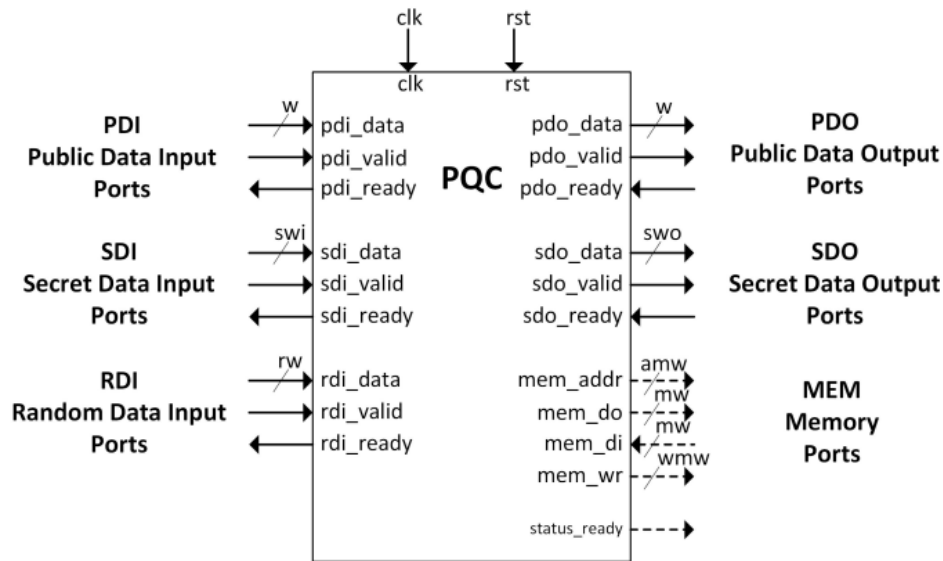 clk
rst
clk
rst
PDI
Public Data Input
Ports
w
pdi_data
pdi_valid
pdi_ready
SDI
Secret Data Input
Ports
swi
sdi_data
sdi_valid
sdi_ready
RDI
Random Data Input
Ports
rw
rdi_data
rdi_valid
rdi_ready
PQC
pdo_data
pdo_valid
pdo_ready
w
PDO
Public Data Output
Ports
sdo_data
sdo_valid
sdo_ready
swo
SDO
Secret Data Output
Ports
mem_addr
mem_do
mem_di
mem_wr
amw
mw
mw
wmw
MEM
Memory
Ports
status_ready